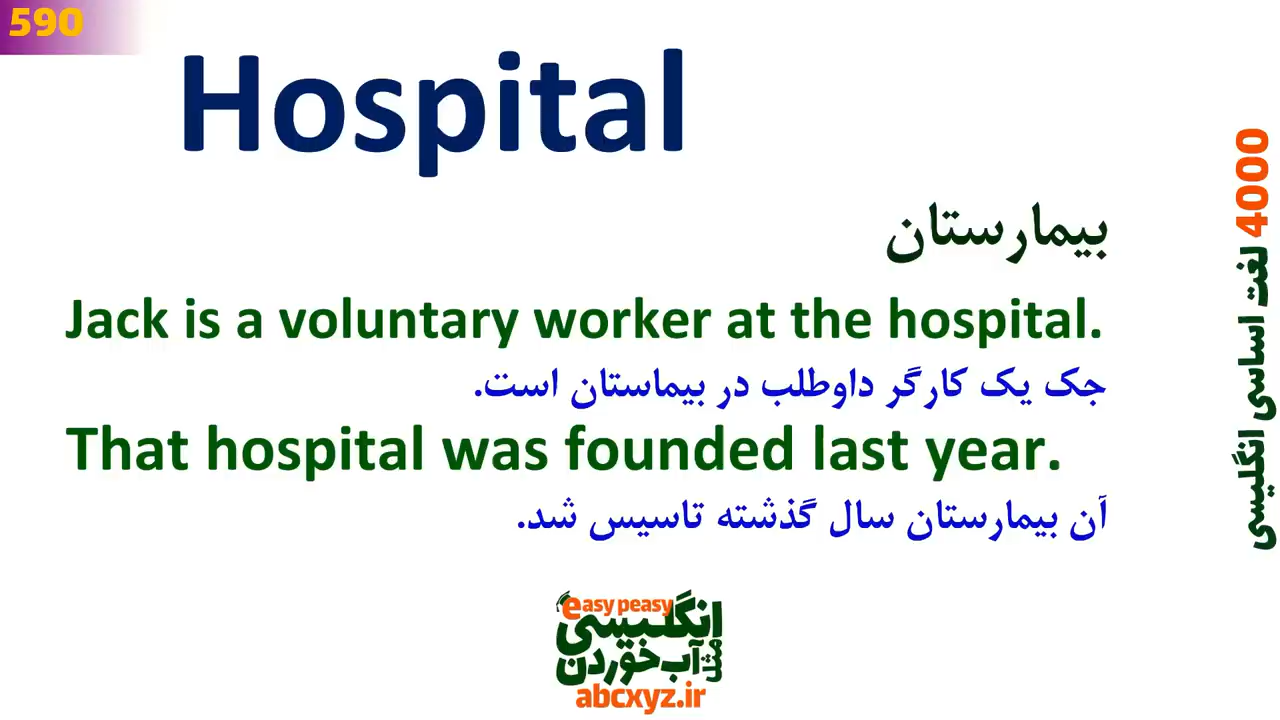 590
Hospital
بیمارستان
Jack is a voluntary worker at the hospital.
جک یک کارگر داوطلب در بیماستان است.
That hospital was founded last year.
آن بیمارستان سال گذشته تاسیس شد.
4000 لغت اساسی انگلیسی
easy peasy
انگلیسی
مثل آب خوردن
abcxyz.ir